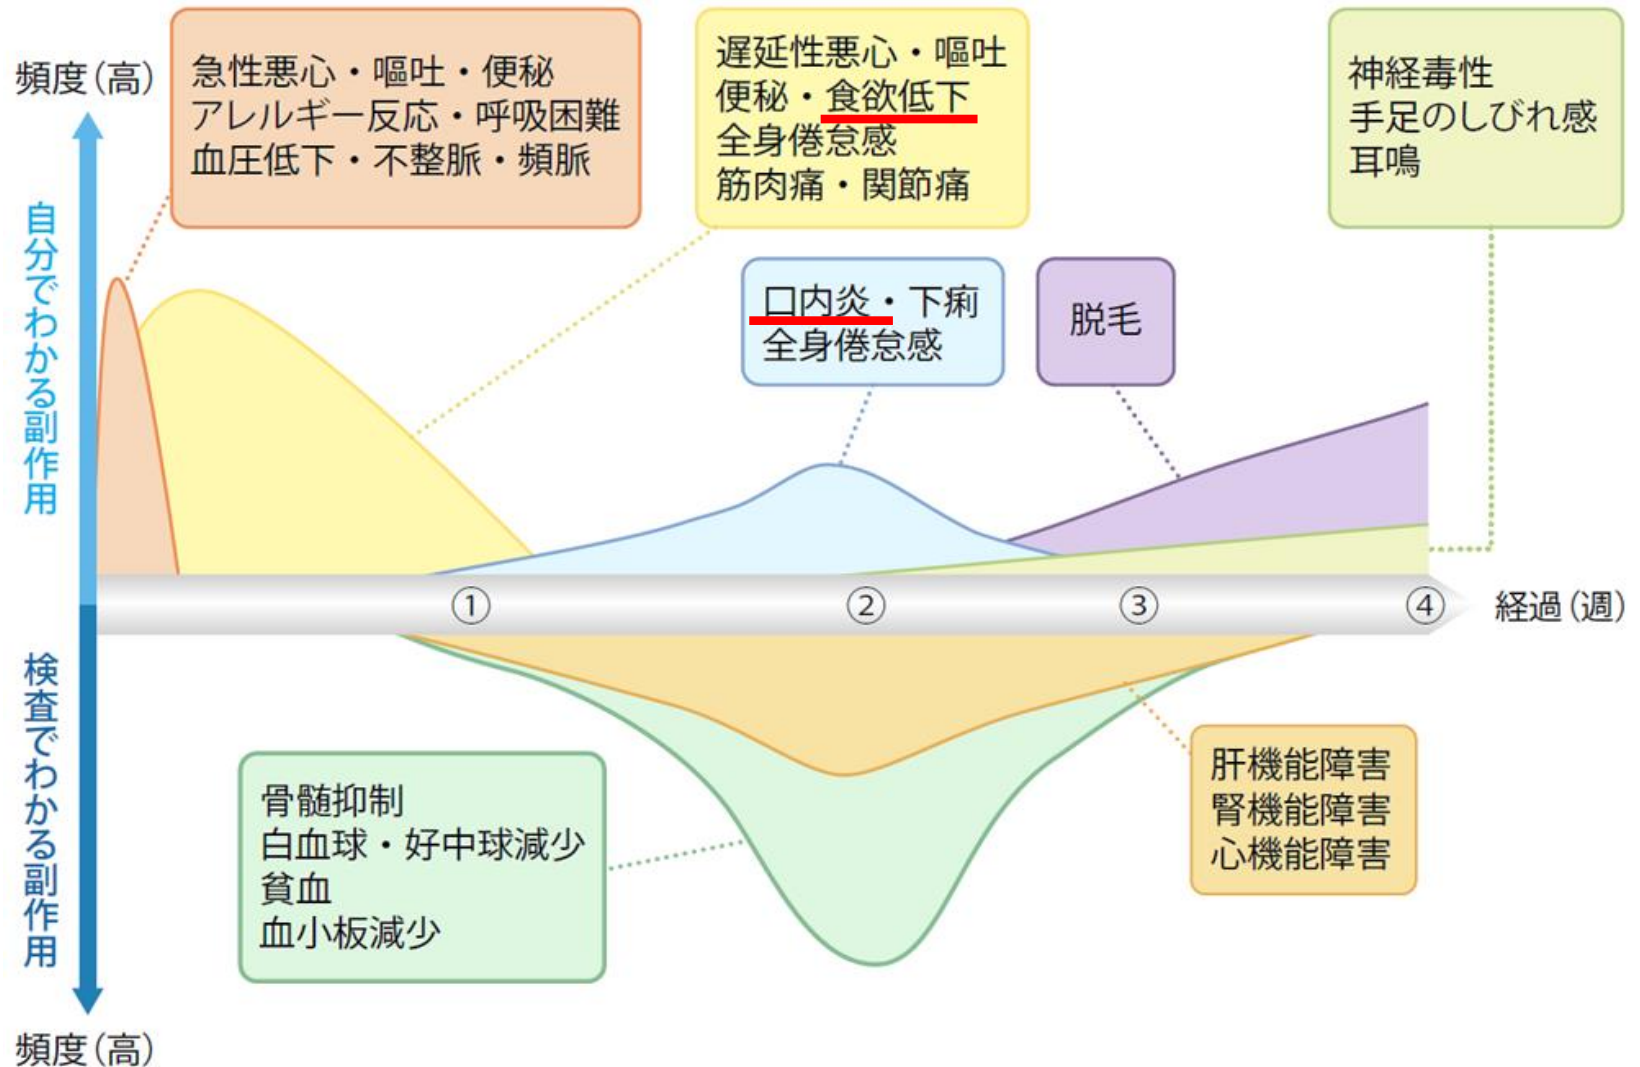 頻度（高）
急性悪心・嘔吐・便秘
アレルギー反応・呼吸困難
血圧低下・不整脈・頻脈
遅延性悪心・嘔吐
便秘・食欲低下
全身倦怠感
筋肉痛・関節痛
神経毒性
手足のしびれ感
耳鳴
自分でわかる副作用
口内炎・下痢
全身倦怠感
脱毛
① ② ③ ④ 経過（週）
検査でわかる副作用
骨髄抑制
白血球・好中球減少
貧血
血小板減少
肝機能障害
腎機能障害
心機能障害
頻度（高）